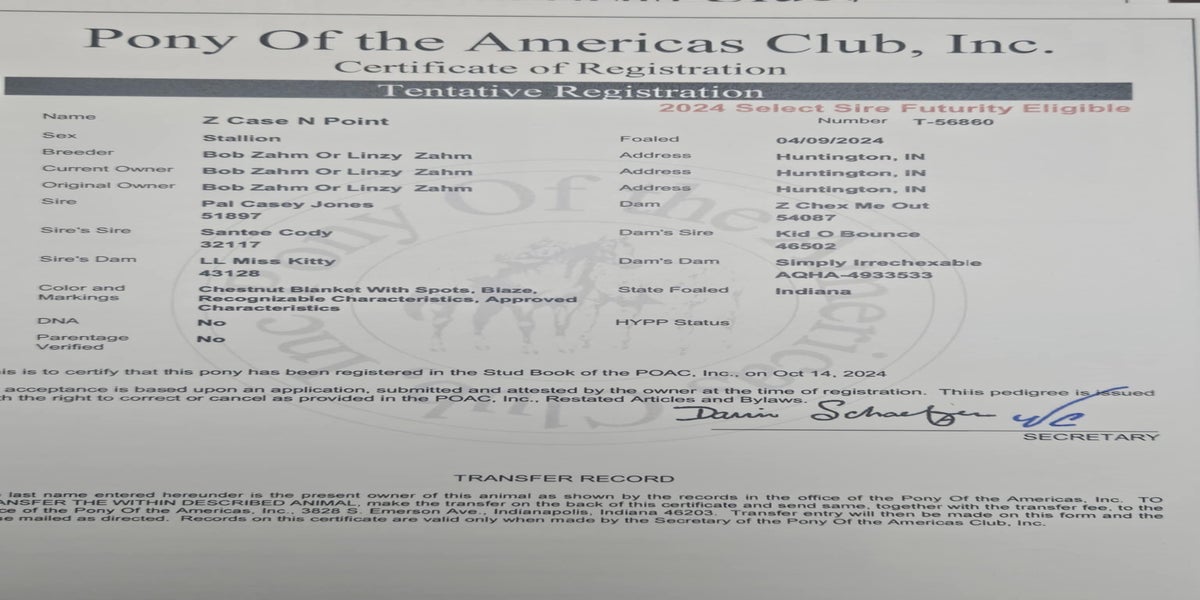 Pony Of the Americas Club, Inc.
Certificate of Registration
Tentative Registration
2024 Select Sire Futurity Eligible
Name Z Case N Point Number T-56860
Sex Stallion Foaled 04/09/2024
Breeder Bob Zahm Or Linzy Zahm Address Huntington, IN
Current Owner Bob Zahm Or Linzy Zahm Address Huntington, IN
Original Owner Bob Zahm Or Linzy Zahm Address Huntington, IN
Sire Pal Casey Jones Dam Z Chex Me Out
51897 54087
Sire's Sire Santee Cody Dam's Sire Kid O Bounce
32117 46502
Sire's Dam LL Miss Kitty Dam's Dam Simply Irrechexable
43128 AQHA-4933533
Color and Markings Chestnut Blanket With Spots, Blaze, State Foaled Indiana
Recognizable Characteristics, Approved
Characteristics
DNA No HYPP Status
Parentage Verified No
is is to certify that this pony has been registered in the Stud Book of the POAC, Inc., on Oct 14, 2024
acceptance is based upon an application, submitted and attested by the owner at the time of registration. Thiis pedigree is issued
h the right to correct or cancel as provided in the POAC, Inc., Restated Articles and Bylaws.
Darin Schaefer
SECRETARY
TRANSFER RECORD
last name entered hereunder is the present owner of this animal as shown by the records in the office of the Pony Of the Americas, Inc. TO
ANSFER THE WITHIN DESCRIBED ANIMAL, make the transfer on the back of this certificate and send same, together with the transfer fee, to the
ce of the Pony Of the Americas, Inc., 3828 S. Emerson Ave., Indianapolis, Indiana 46203. Transfer entry will then be made on this form and the
e mailed as directed. Records on this certificate are valid only when made by the Secretary of the Pony Of the Americas Club, Inc.